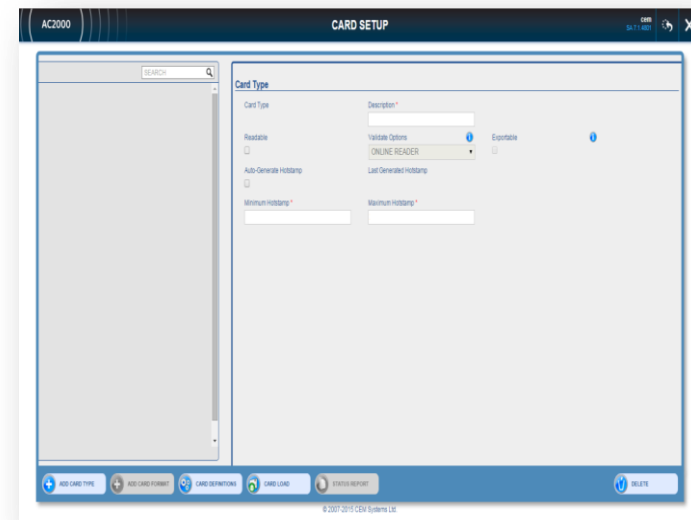 AC2000
CARD SETUP
cem
SEARCH
Card Type
Card Type
Description *
Readable
Validate Options
Exportable
ONLINE READER
Auto-Generate Hotstamp
Last Generated Hotstamp
Minimum Hotstamp *
Maximum Hotstamp *
ADD CARD TYPE
ADD CARD FORMAT
CARD DEFINITIONS
CARD LOAD
STATUS REPORT
DELETE
© 2007-2015 CEM Systems Ltd.